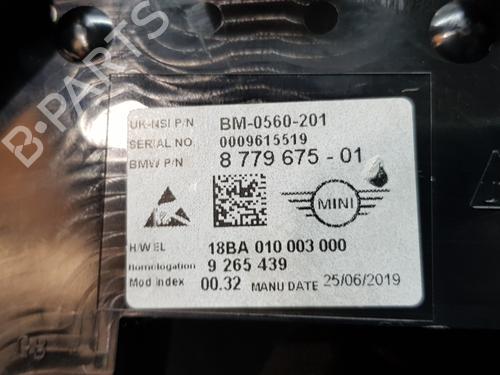 B-PARTS
UK-NSI P/N BM-0560-201
SERIAL NO. 0009615519
BMW P/N 8 779 675 - 01
MINI
H/W EL 18BA 010 003 000
Homologation 9 265 439
Mod index 00.32 MANU DATE 25/06/2019